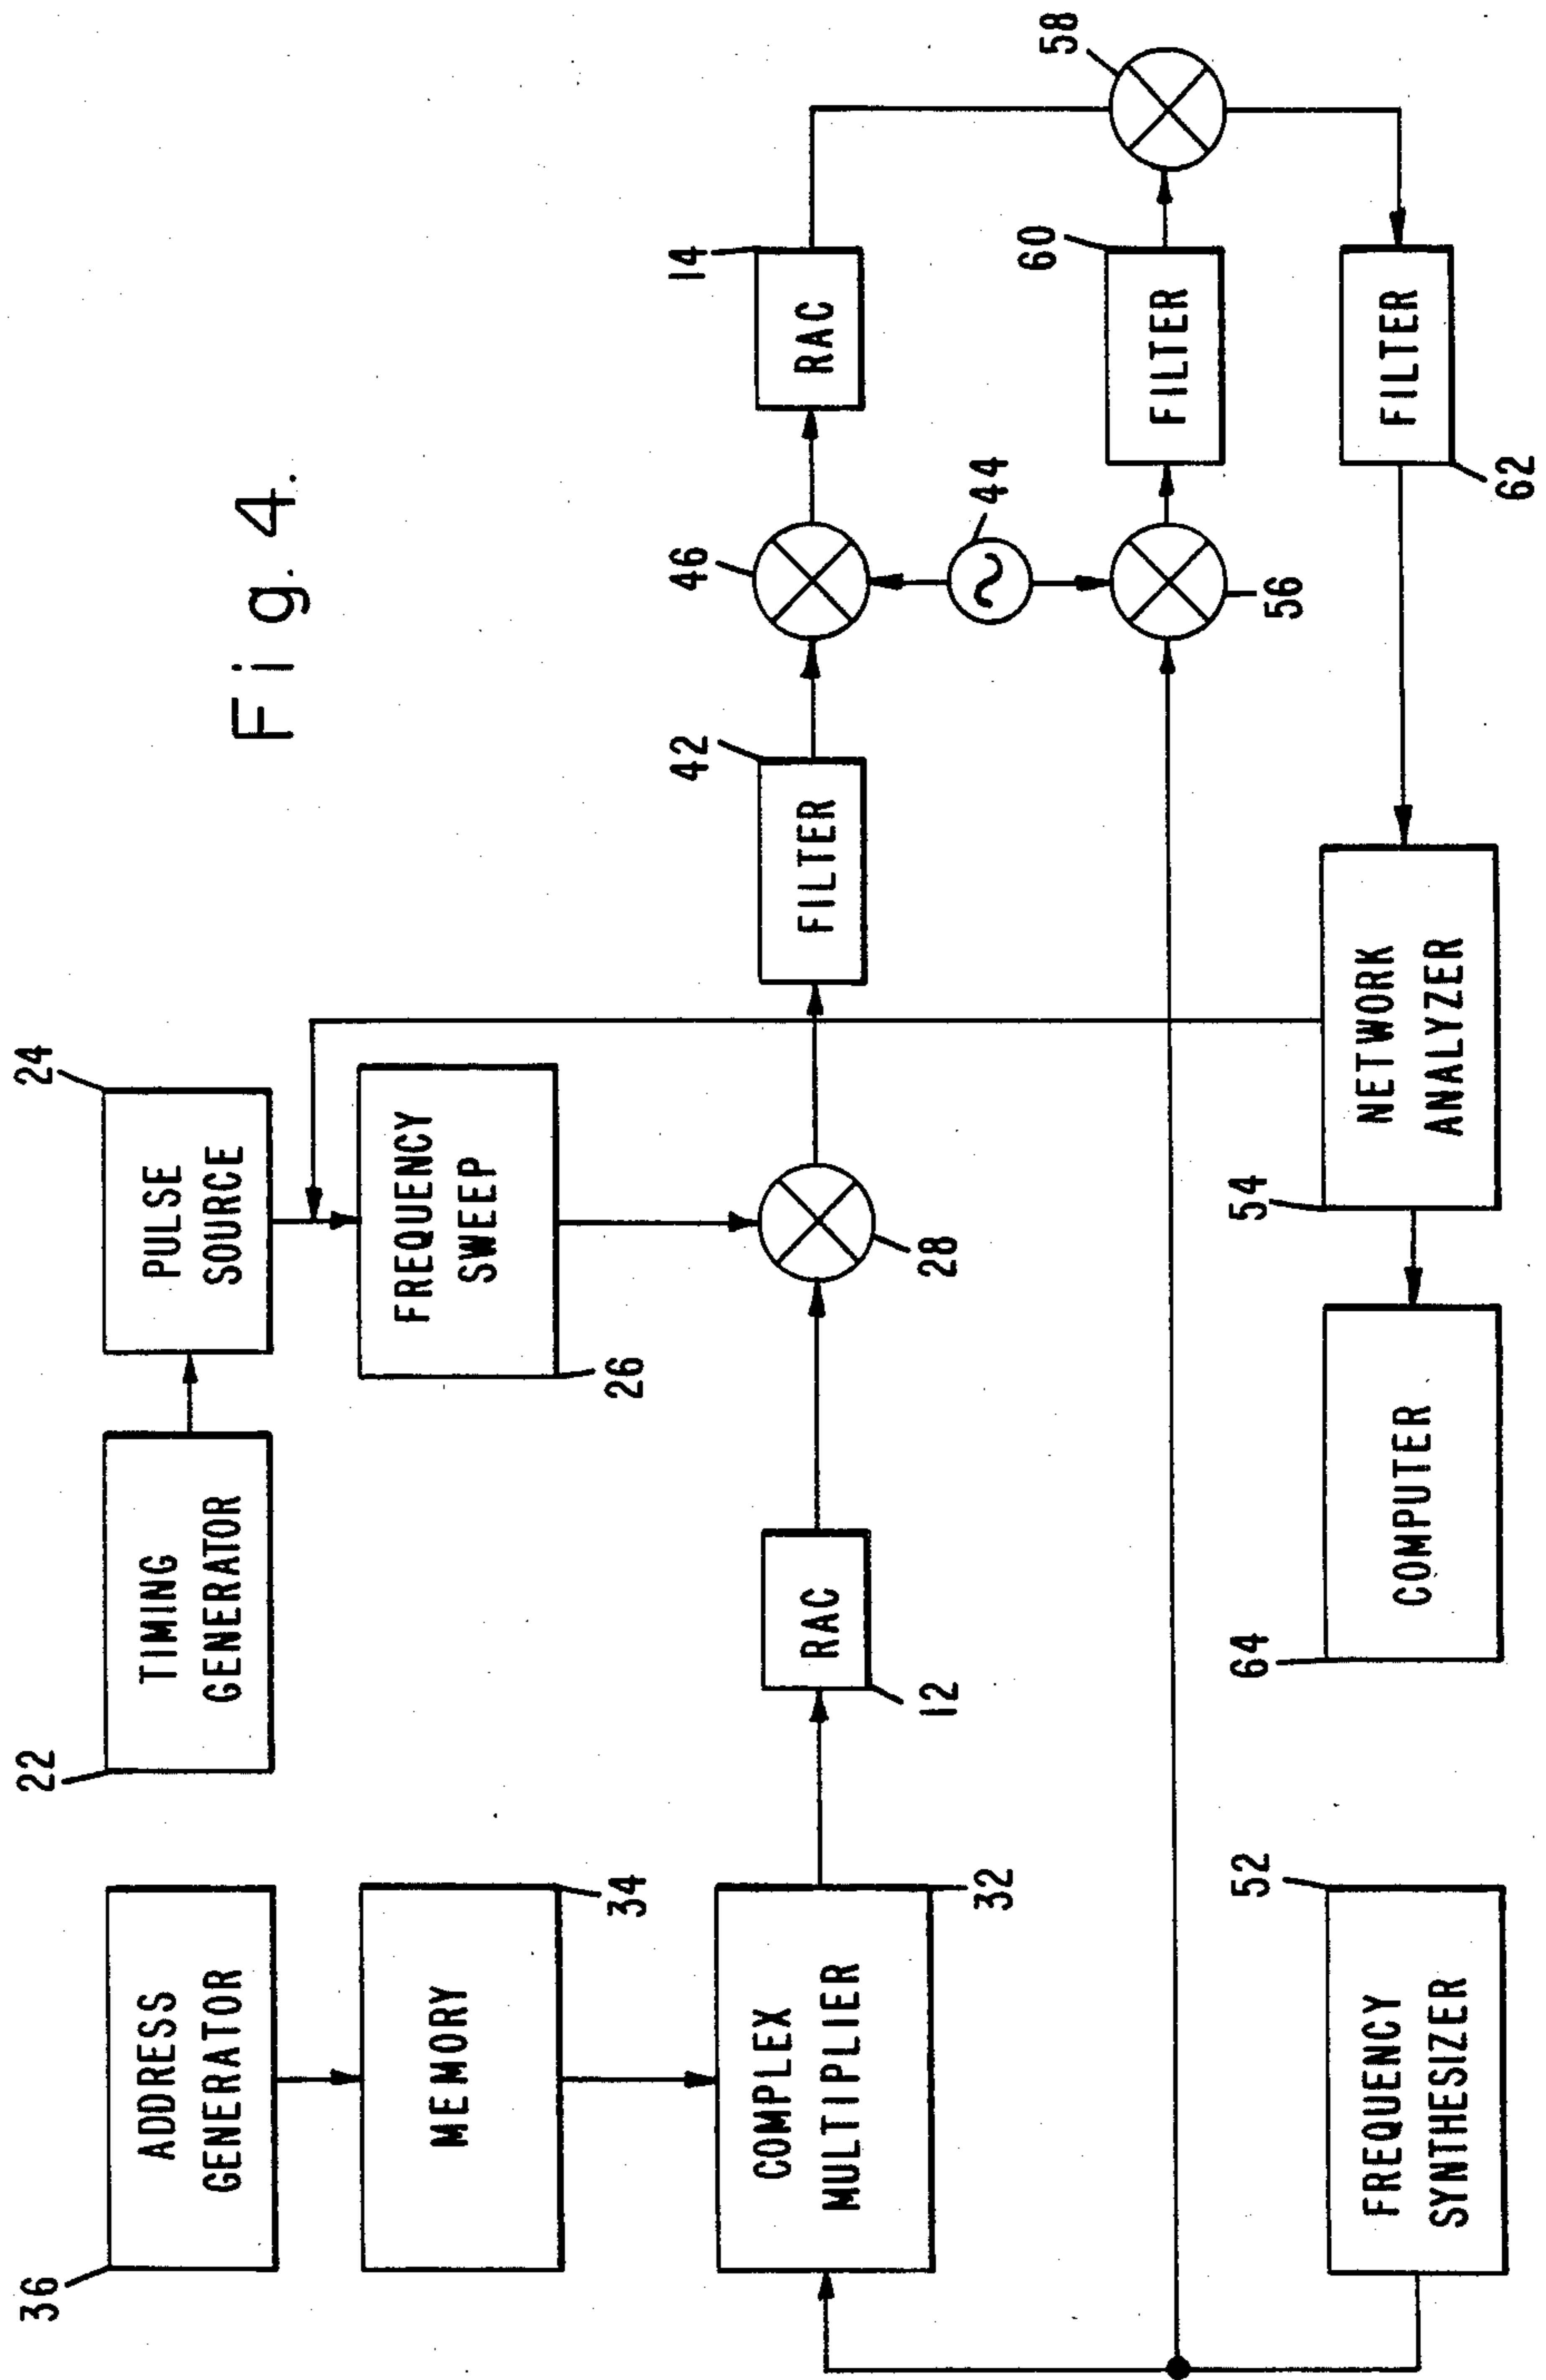 Fig. 4.
36
ADDRESS
GENERATOR
22
TIMING
GENERATOR
24
PULSE
SOURCE
MEMORY
34
26
FREQUENCY
SWEEP
COMPLEX
MULTIPLIER
32
RAC
12
28
FILTER
42
46
RAC
14
44
56
FILTER
60
58
FREQUENCY
SYNTHESIZER
52
COMPUTER
64
NETWORK
ANALYZER
54
FILTER
62